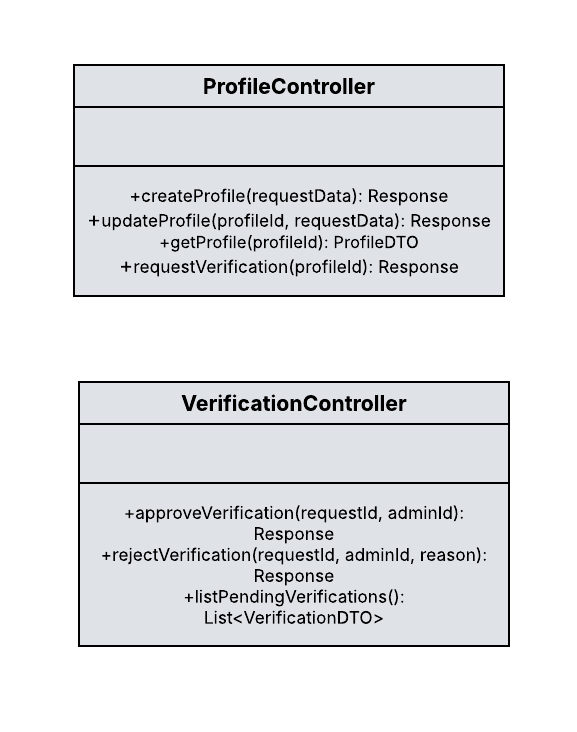 ProfileController
+createProfile(requestData): Response
+updateProfile(profileId, requestData): Response
+getProfile(profileId): ProfileDTO
+requestVerification(profileId): Response
VerificationController
+approveVerification(requestId, adminId):
Response
+rejectVerification(requestId, adminId, reason):
Response
+listPendingVerifications():
List<VerificationDTO>